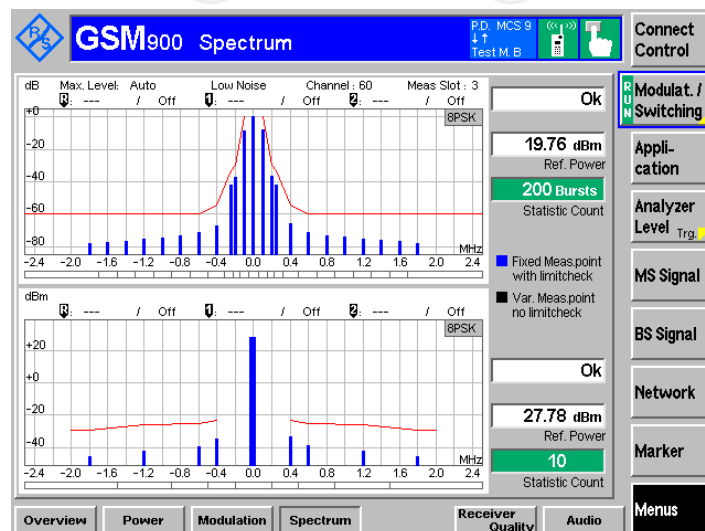 R&S
GSM900 Spectrum
P.D. MCS 9
↓↑
Test M. B
Connect
Control
RUN
Modulat. /
Switching
Appli-
cation
Analyzer
Level Trg.
MS Signal
BS Signal
Network
Marker
Menus
dB Max. Level: Auto Low Noise Channel : 60 Meas Slot : 3
R: --- / Off 1: --- / Off 2: --- / Off
8PSK
+0
-20
-40
-60
-80
MHz
-2.4 -2.0 -1.6 -1.2 -0.8 -0.4 0.0 0.4 0.8 1.2 1.6 2.0 2.4
Ok
19.76 dBm
Ref. Power
200 Bursts
Statistic Count
Fixed Meas.point
with limitcheck
Var. Meas.point
no limitcheck
dBm
R: --- / Off 1: --- / Off 2: --- / Off
8PSK
+20
+0
-20
-40
MHz
-2.4 -2.0 -1.6 -1.2 -0.8 -0.4 0.0 0.4 0.8 1.2 1.6 2.0 2.4
Ok
27.78 dBm
Ref. Power
10
Statistic Count
Overview Power Modulation Spectrum Receiver Quality Audio